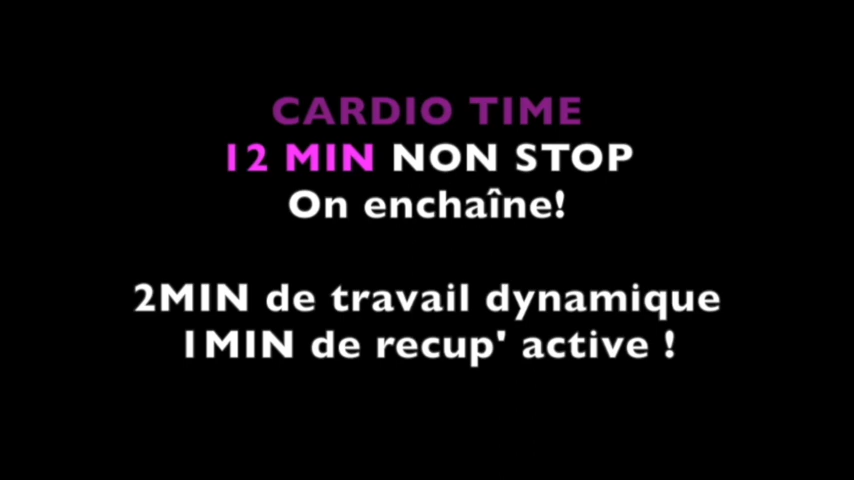 CARDIO TIME
12 MIN NON STOP
On enchaîne!
2MIN de travail dynamique
1MIN de recup' active !